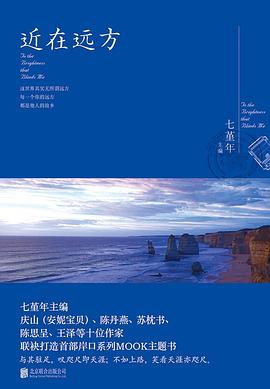 近在远方
To the
Brightness
that
Blinds Me
这世界其实无所谓远方
每一个你的远方
都是他人的故乡
To the
Brightness
that
Blinds Me
七堇年
主编
七堇年主编
庆山（安妮宝贝）、陈丹燕、苏枕书、
陈思呈、王泽等十位作家
联袂打造首部岸口系列MOOK主题书
与其驻足，叹咫尺即天涯；不如上路，笑看天涯亦咫尺。
北京联合出版公司